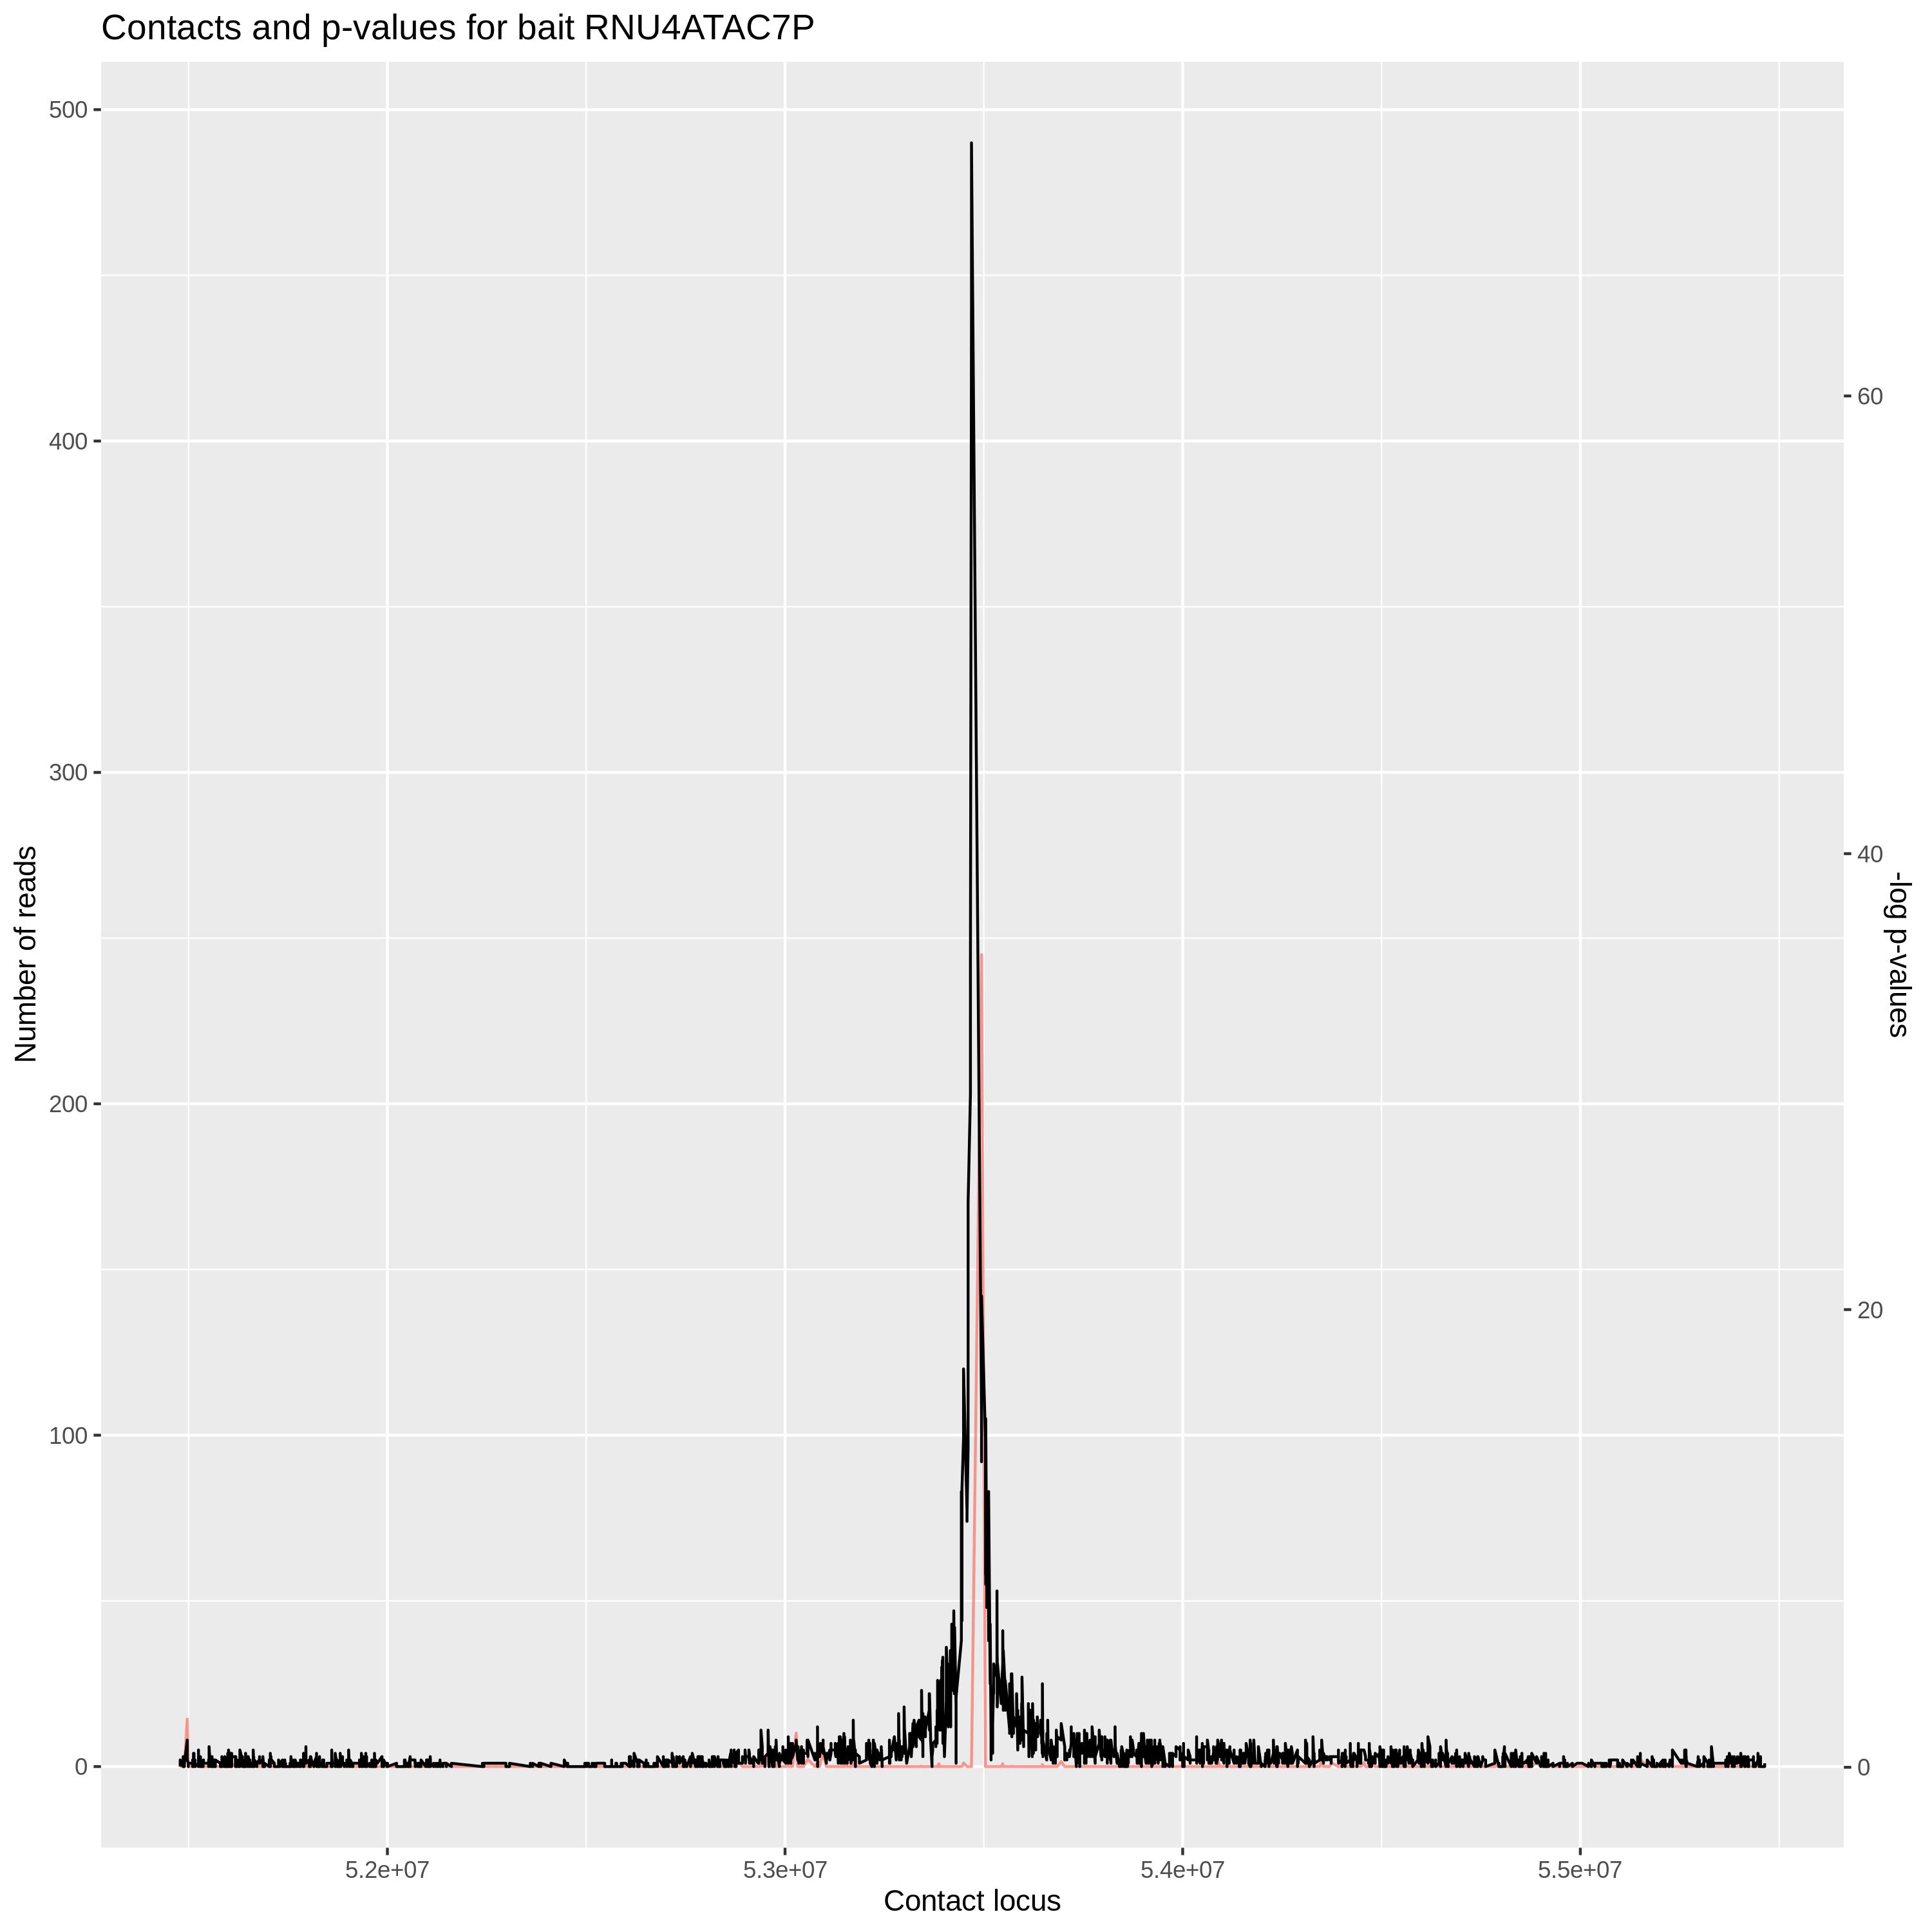 Contacts and p-values for bait RNU4ATAC7P
500
400
300
200
100
0
Number of reads
60
40
20
0
-log p-values
5.2e+07
5.3e+07
5.4e+07
5.5e+07
Contact locus